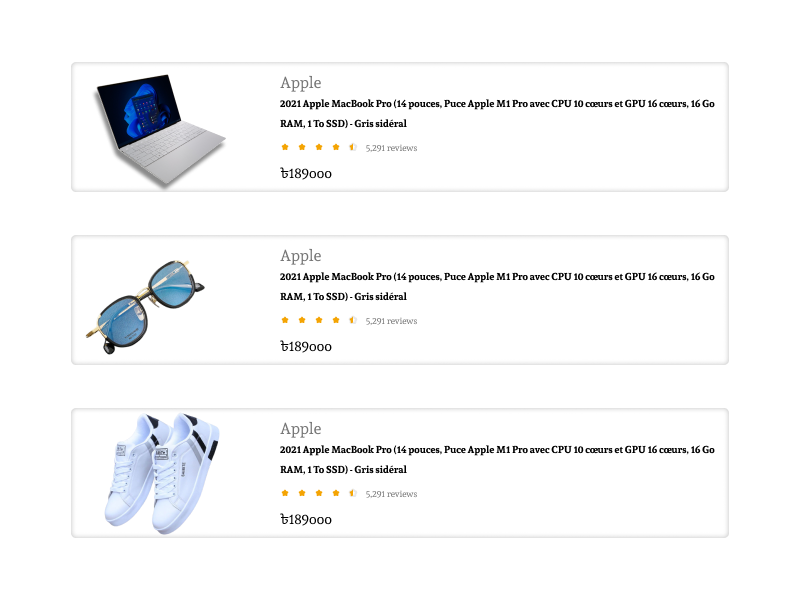 Apple
2021 Apple MacBook Pro (14 pouces, Puce Apple M1 Pro avec CPU 10 cœurs et GPU 16 cœurs, 16 Go
RAM, 1 To SSD) - Gris sidéral
5,291 reviews
৳189000
Apple
2021 Apple MacBook Pro (14 pouces, Puce Apple M1 Pro avec CPU 10 cœurs et GPU 16 cœurs, 16 Go
RAM, 1 To SSD) - Gris sidéral
5,291 reviews
৳189000
Apple
2021 Apple MacBook Pro (14 pouces, Puce Apple M1 Pro avec CPU 10 cœurs et GPU 16 cœurs, 16 Go
RAM, 1 To SSD) - Gris sidéral
5,291 reviews
৳189000